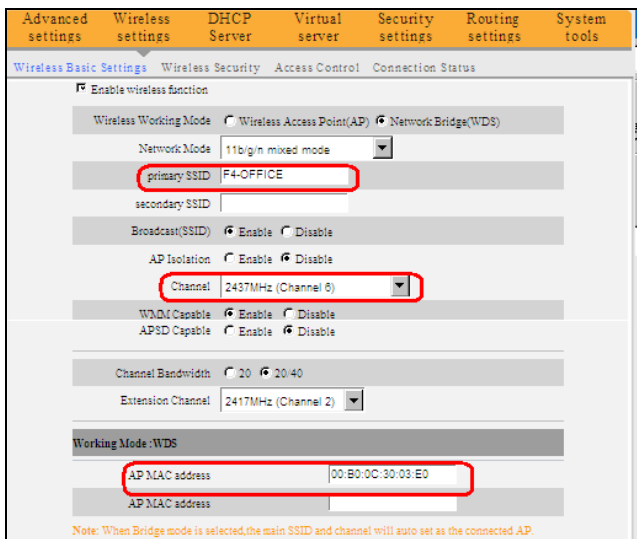 Advanced settings Wireless settings DHCP Server Virtual server Security settings Routing settings System tools
Wireless Basic Settings Wireless Security Access Control Connection Status
Enable wireless function
Wireless Working Mode Wireless Access Point(AP) Network Bridge(WDS)
Network Mode 11b/g/n mixed mode
primary SSID F4-OFFICE
secondary SSID
Broadcast(SSID) Enable Disable
AP Isolation Enable Disable
Channel 2437MHz (Channel 6)
WMM Capable Enable Disable
APSD Capable Enable Disable
Channel Bandwidth 20 20/40
Extension Channel 2417MHz (Channel 2)
Working Mode :WDS
AP MAC address 00:B0:0C:30:03:E0
AP MAC address
Note: When Bridge mode is selected,the main SSID and channel will auto set as the connected AP.